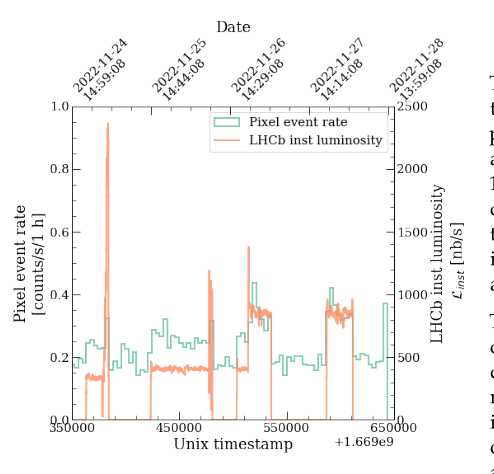 Date
2022-11-24
14:59:08
2022-11-25
14:44:08
2022-11-26
14:29:08
2022-11-27
14:14:08
2022-11-28
13:59:08
Pixel event rate
LHCb inst luminosity
1.0
0.8
0.6
0.4
0.2
0.0
Pixel event rate
[counts/s/1 h]
2500
2000
1500
1000
500
0
LHCb inst luminosity
ℒinst [nb/s]
350000
450000
550000
650000
+1.669e9
Unix timestamp